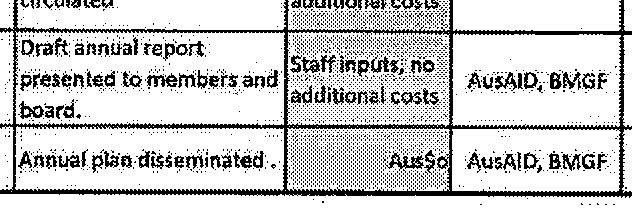 circulated
additional costs
Draft annual report
presented to members and
board.
Staff inputs, no
additional costs
AusAID, BMGF
Annual plan disseminated .
Aus$0
AusAID, BMGF